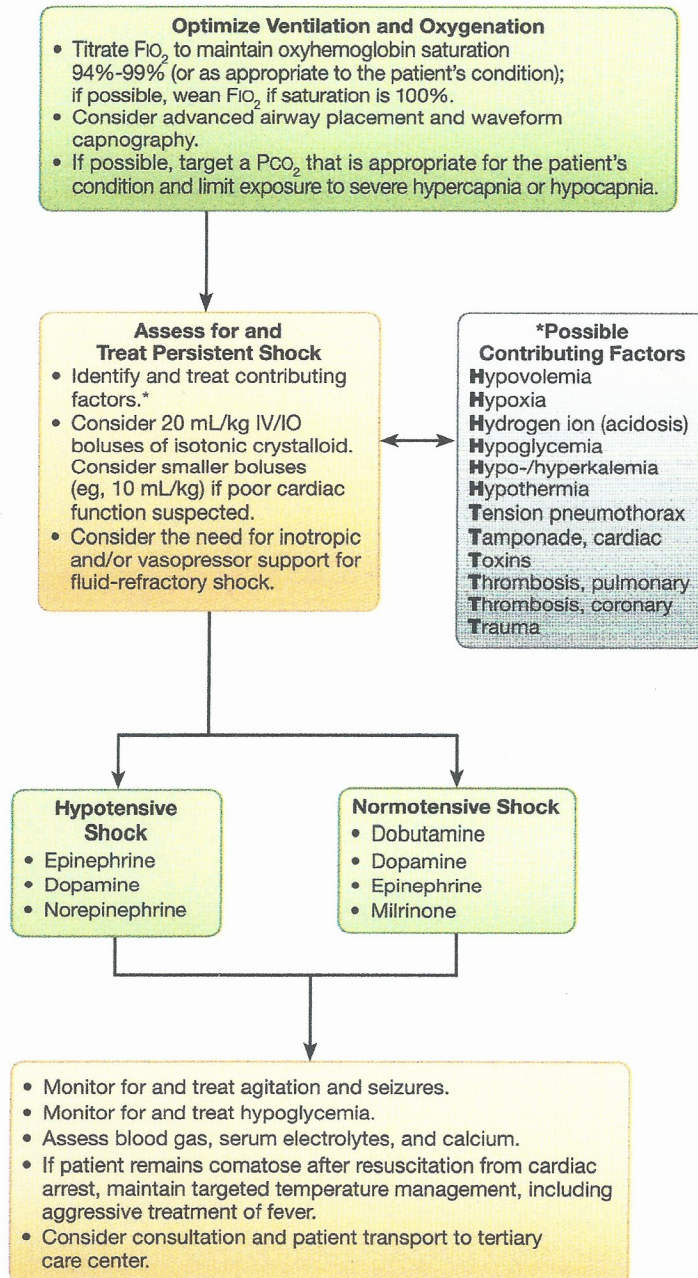 Optimize Ventilation and Oxygenation
• Titrate FIO₂ to maintain oxyhemoglobin saturation
94%-99% (or as appropriate to the patient's condition);
if possible, wean FIO₂ if saturation is 100%.
• Consider advanced airway placement and waveform
capnography.
• If possible, target a PCO₂ that is appropriate for the patient's
condition and limit exposure to severe hypercapnia or hypocapnia.
Assess for and
Treat Persistent Shock
• Identify and treat contributing
factors.*
• Consider 20 mL/kg IV/IO
boluses of isotonic crystalloid.
Consider smaller boluses
(eg, 10 mL/kg) if poor cardiac
function suspected.
• Consider the need for inotropic
and/or vasopressor support for
fluid-refractory shock.
*Possible
Contributing Factors
Hypovolemia
Hypoxia
Hydrogen ion (acidosis)
Hypoglycemia
Hypo-/hyperkalemia
Hypothermia
Tension pneumothorax
Tamponade, cardiac
Toxins
Thrombosis, pulmonary
Thrombosis, coronary
Trauma
Hypotensive
Shock
• Epinephrine
• Dopamine
• Norepinephrine
Normotensive Shock
• Dobutamine
• Dopamine
• Epinephrine
• Milrinone
• Monitor for and treat agitation and seizures.
• Monitor for and treat hypoglycemia.
• Assess blood gas, serum electrolytes, and calcium.
• If patient remains comatose after resuscitation from cardiac
arrest, maintain targeted temperature management, including
aggressive treatment of fever.
• Consider consultation and patient transport to tertiary
care center.